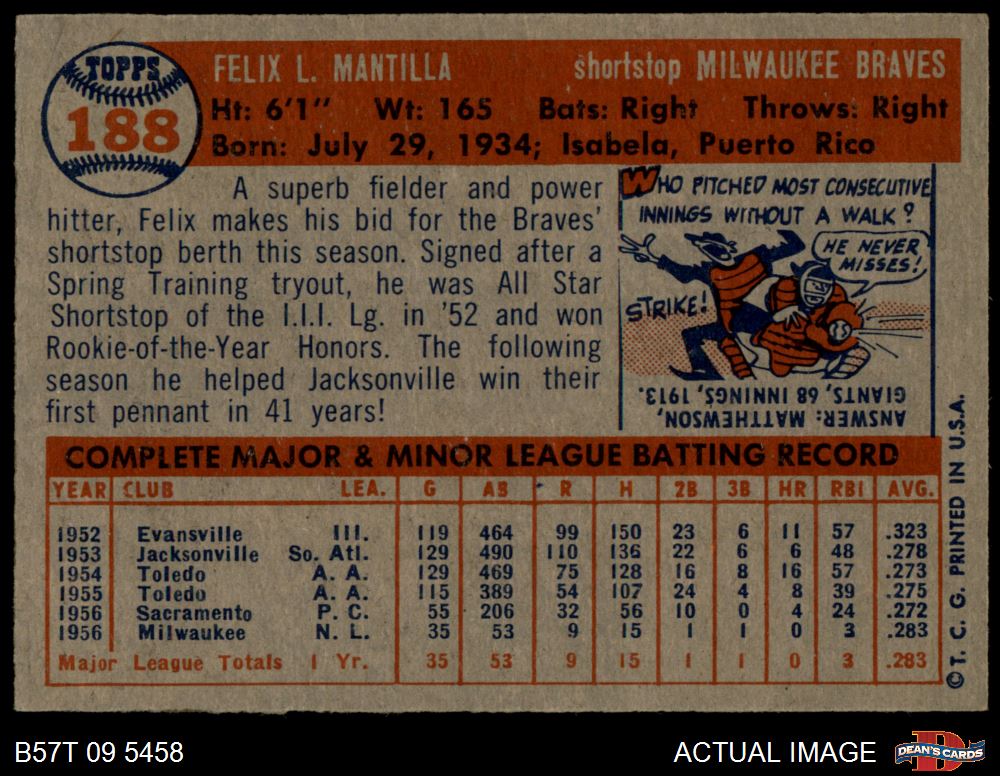 TOPPS
188
FELIX L. MANTILLA shortstop MILWAUKEE BRAVES
Ht: 6'1" Wt: 165 Bats: Right Throws: Right
Born: July 29, 1934; Isabela, Puerto Rico
A superb fielder and power
hitter, Felix makes his bid for the Braves'
shortstop berth this season. Signed after a
Spring Training tryout, he was All Star
Shortstop of the I.I.I. Lg. in '52 and won
Rookie-of-the-Year Honors. The following
season he helped Jacksonville win their
first pennant in 41 years!
WHO PITCHED MOST CONSECUTIVE
INNINGS WITHOUT A WALK?
HE NEVER
MISSES!
STRIKE!
ANSWER: MATTHEWSON,
GIANTS, 68 INNINGS, 1913.
COMPLETE MAJOR & MINOR LEAGUE BATTING RECORD
YEAR CLUB LEA. G AB R H 2B 3B HR RBI AVG.
1952 Evansville III. 119 464 99 150 23 6 11 57 .323
1953 Jacksonville So. Atl. 129 490 110 136 22 6 6 48 .278
1954 Toledo A. A. 129 469 75 128 16 8 16 57 .273
1955 Toledo A. A. 115 389 54 107 24 4 8 39 .275
1956 Sacramento P. C. 55 206 32 56 10 0 4 24 .272
1956 Milwaukee N. L. 35 53 9 15 1 1 0 3 .283
Major League Totals 1 Yr. 35 53 9 15 1 1 0 3 .283
©T. C. G. PRINTED IN U.S.A.
B57T 09 5458
ACTUAL IMAGE
D
DEAN'S CARDS